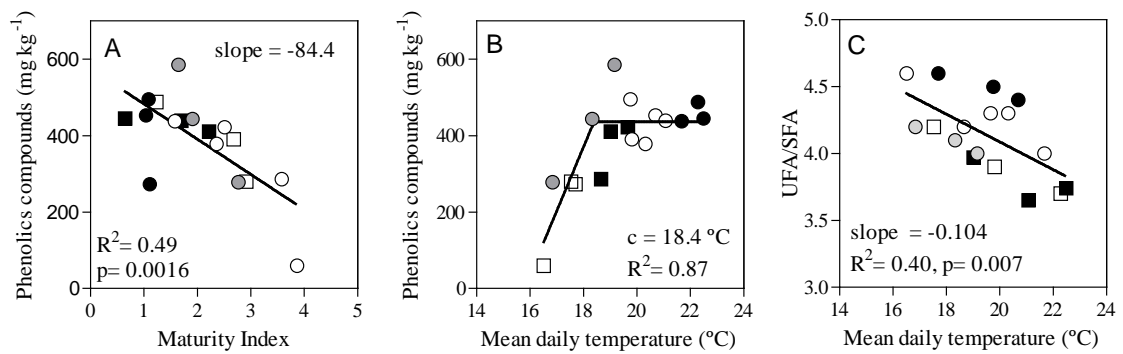 Phenolics compounds (mg kg⁻¹)
600
400
200
0
A
slope = -84.4
R²= 0.49
p= 0.0016
0 1 2 3 4 5
Maturity Index
Phenolics compounds (mg kg⁻¹)
600
400
200
0
B
c = 18.4 ºC
R²= 0.87
14 16 18 20 22 24
Mean daily temperature (ºC)
UFA/SFA
5.0
4.5
4.0
3.5
3.0
C
slope = -0.104
R²= 0.40, p= 0.007
14 16 18 20 22 24
Mean daily temperature (ºC)